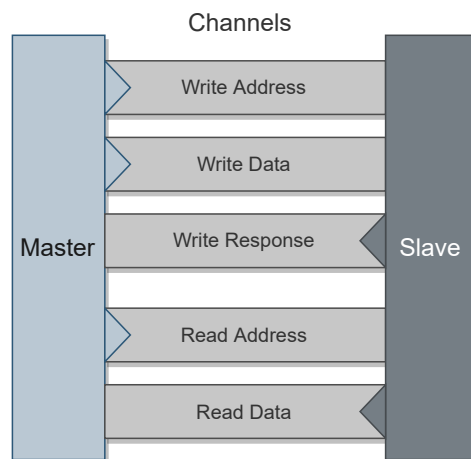 Channels
Write Address
Write Data
Master
Write Response
Slave
Read Address
Read Data